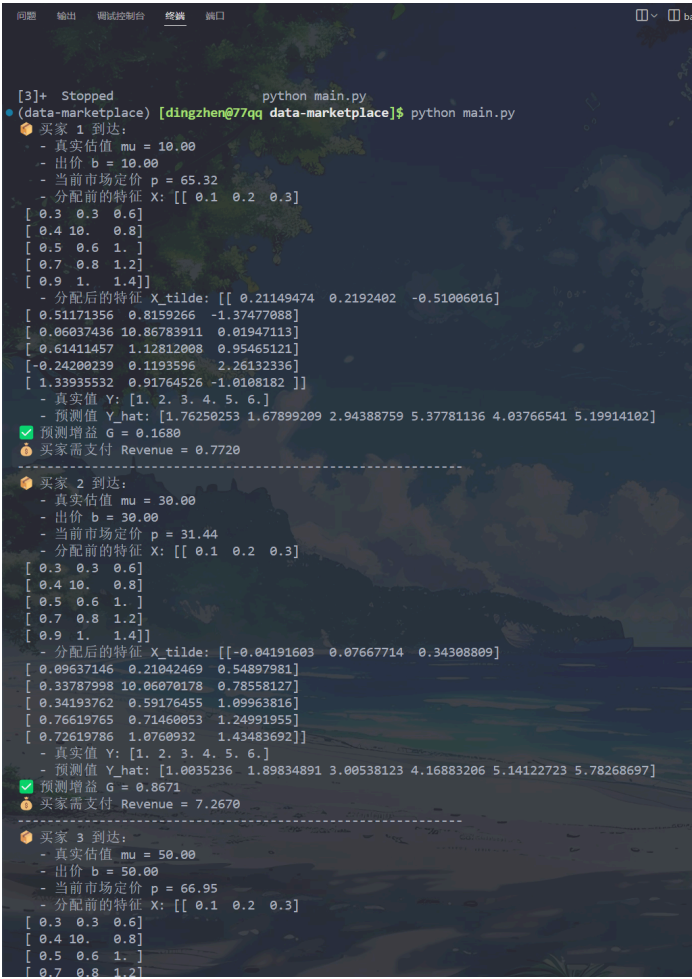 问题 输出 调试控制台 终端 端口
[3]+ Stopped python main.py
(data-marketplace) [dingzhen@77qq data-marketplace]$ python main.py
📦 买家 1 到达:
- 真实估值 mu = 10.00
- 出价 b = 10.00
- 当前市场定价 p = 65.32
- 分配前的特征 X: [[ 0.1 0.2 0.3]
[ 0.3 0.3 0.6]
[ 0.4 10. 0.8]
[ 0.5 0.6 1. ]
[ 0.7 0.8 1.2]
[ 0.9 1. 1.4]]
- 分配后的特征 X_tilde: [[ 0.21149474 0.2192402 -0.51006016]
[ 0.51171356 0.8159266 -1.37477088]
[ 0.06037436 10.86783911 0.01947113]
[ 0.61411457 1.12812008 0.95465121]
[-0.24200239 0.1193596 2.26132336]
[ 1.33935532 0.91764526 -1.0108182 ]]
- 真实值 Y: [1. 2. 3. 4. 5. 6.]
- 预测值 Y_hat: [1.76250253 1.67899209 2.94388759 5.37781136 4.03766541 5.19914102]
✅ 预测增益 G = 0.1680
💰 买家需支付 Revenue = 0.7720
------------------------------------------------------------
📦 买家 2 到达:
- 真实估值 mu = 30.00
- 出价 b = 30.00
- 当前市场定价 p = 31.44
- 分配前的特征 X: [[ 0.1 0.2 0.3]
[ 0.3 0.3 0.6]
[ 0.4 10. 0.8]
[ 0.5 0.6 1. ]
[ 0.7 0.8 1.2]
[ 0.9 1. 1.4]]
- 分配后的特征 X_tilde: [[-0.04191603 0.07667714 0.34308809]
[ 0.09637146 0.21042469 0.54897981]
[ 0.33787998 10.06070178 0.78558127]
[ 0.34193762 0.59176455 1.09963816]
[ 0.76619765 0.71460053 1.24991955]
[ 0.72619786 1.0760932 1.43483692]]
- 真实值 Y: [1. 2. 3. 4. 5. 6.]
- 预测值 Y_hat: [1.0035236 1.89834891 3.00538123 4.16883206 5.14122723 5.78268697]
✅ 预测增益 G = 0.8671
💰 买家需支付 Revenue = 7.2670
------------------------------------------------------------
📦 买家 3 到达:
- 真实估值 mu = 50.00
- 出价 b = 50.00
- 当前市场定价 p = 66.95
- 分配前的特征 X: [[ 0.1 0.2 0.3]
[ 0.3 0.3 0.6]
[ 0.4 10. 0.8]
[ 0.5 0.6 1. ]
[ 0.7 0.8 1.2]